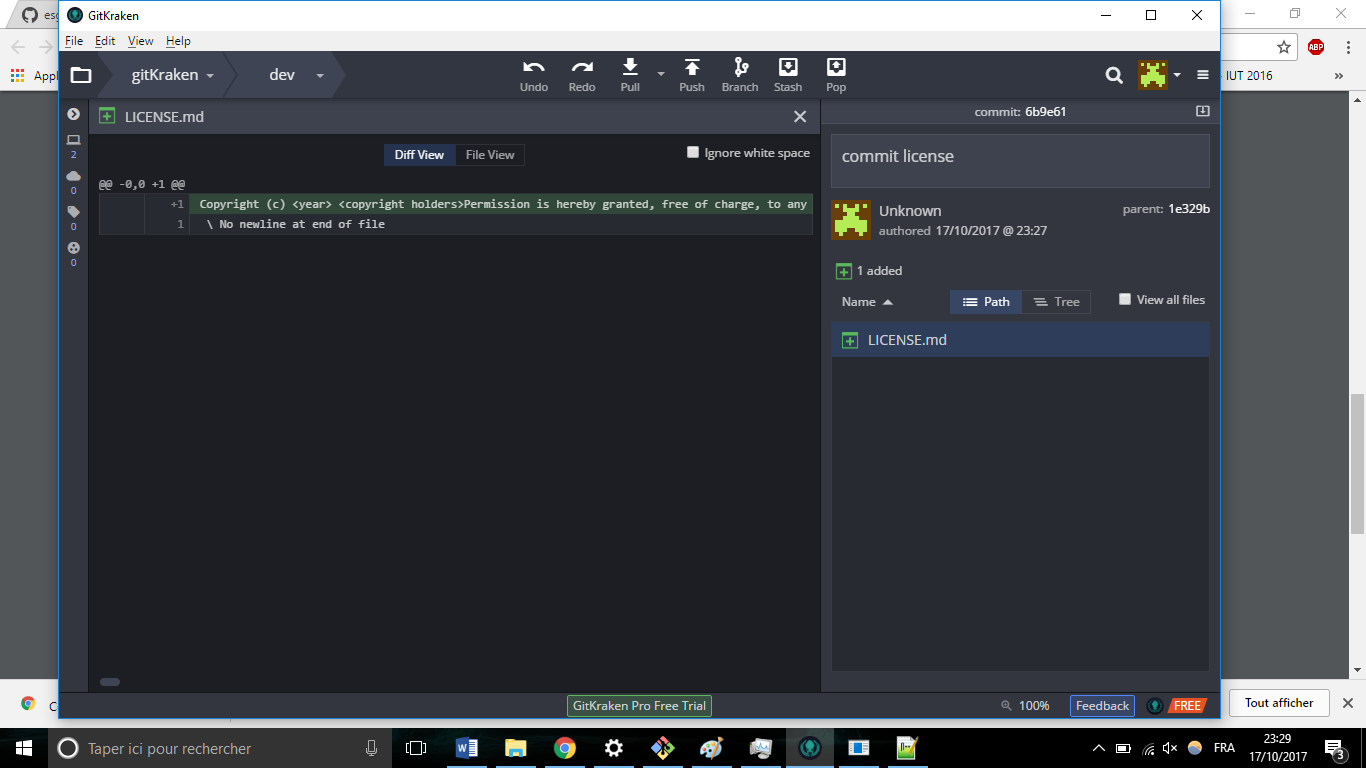 GitKraken
File Edit View Help
gitKraken dev Undo Redo Pull Push Branch Stash Pop
ABP
IUT 2016
»
LICENSE.md
commit: 6b9e61
Diff View File View Ignore white space
commit license
@@ -0,0 +1 @@
+1 Copyright (c) <year> <copyright holders>Permission is hereby granted, free of charge, to any
1 \ No newline at end of file
2
0
0
0
Unknown
parent: 1e329b
authored 17/10/2017 @ 23:27
1 added
Name Path Tree View all files
LICENSE.md
GitKraken Pro Free Trial 100% Feedback FREE
Tout afficher
Taper ici pour rechercher
FRA
23:29
17/10/2017
3